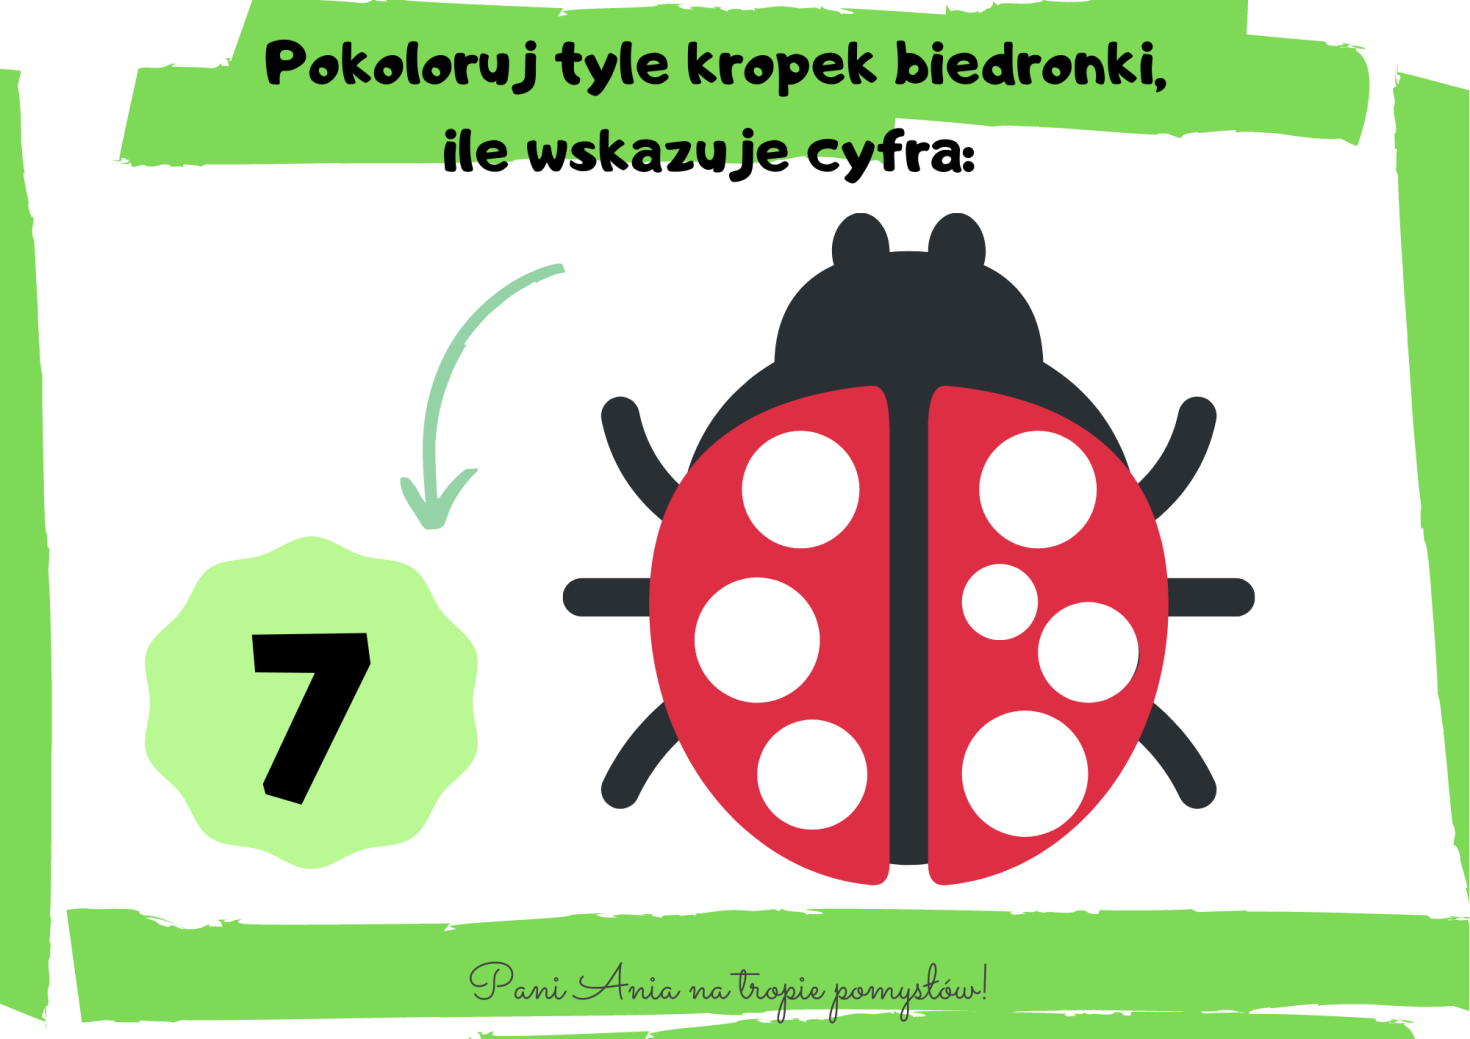 Pokoloruj tyle kropek biedronki,
ile wskazuje cyfra:
7
Pani Ania na tropie pomysłów!